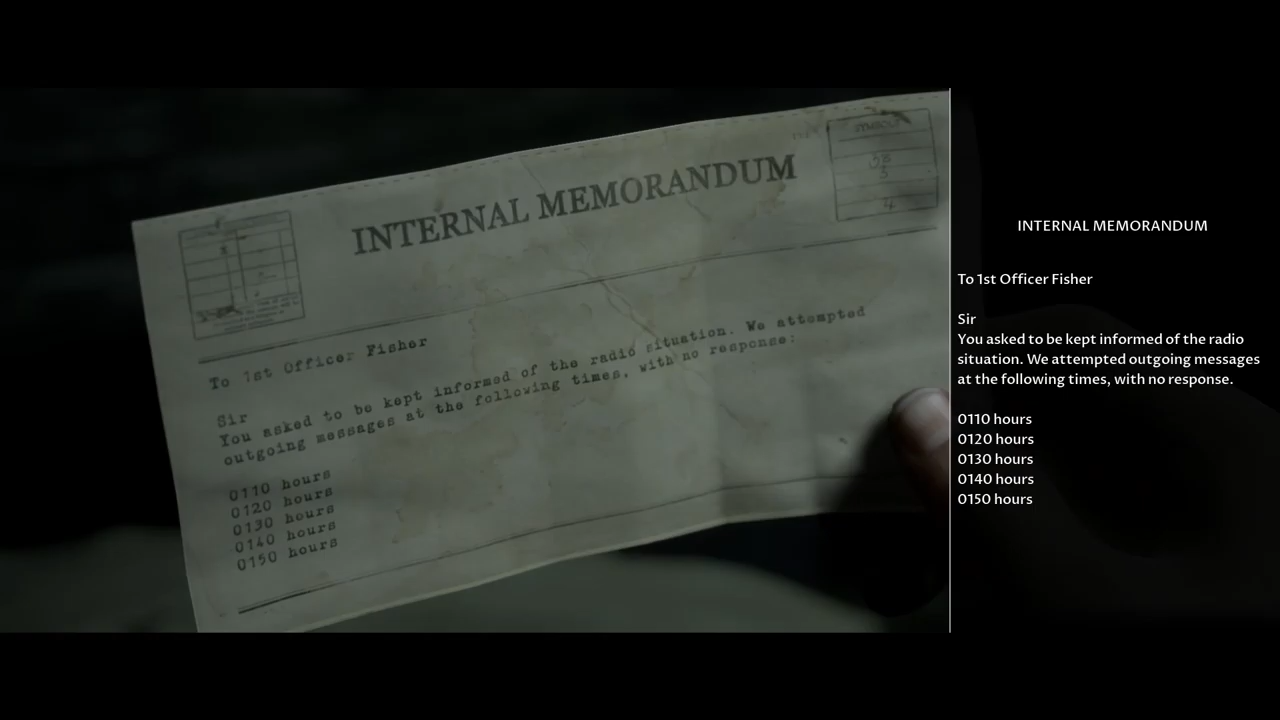 INTERNAL MEMORANDUM
To 1st Officer Fisher
Sir
You asked to be kept informed of the radio situation. We attempted
outgoing messages at the following times, with no response:
0110 hours
0120 hours
0130 hours
0140 hours
0150 hours
INTERNAL MEMORANDUM
To 1st Officer Fisher
Sir
You asked to be kept informed of the radio
situation. We attempted outgoing messages
at the following times, with no response.
0110 hours
0120 hours
0130 hours
0140 hours
0150 hours